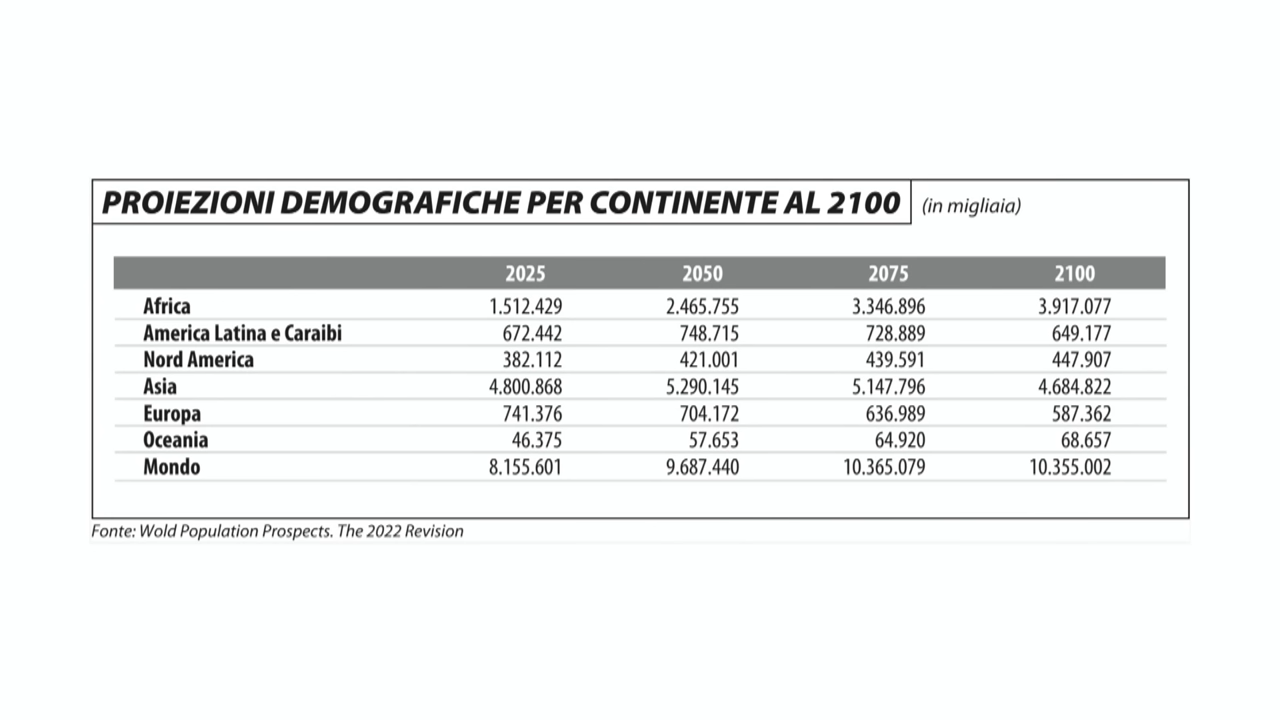 PROIEZIONI DEMOGRAFICHE PER CONTINENTE AL 2100 (in migliaia)
2025 2050 2075 2100
Africa 1.512.429 2.465.755 3.346.896 3.917.077
America Latina e Caraibi 672.442 748.715 728.889 649.177
Nord America 382.112 421.001 439.591 447.907
Asia 4.800.868 5.290.145 5.147.796 4.684.822
Europa 741.376 704.172 636.989 587.362
Oceania 46.375 57.653 64.920 68.657
Mondo 8.155.601 9.687.440 10.365.079 10.355.002
Fonte: Wold Population Prospects. The 2022 Revision